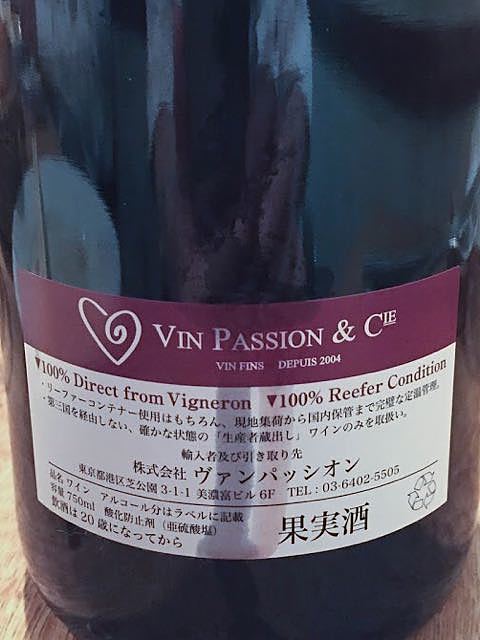 VIN PASSION & CIE
VIN FINS DEPUIS 2004
▼100% Direct from Vigneron ▼100% Reefer Condition
・リーファーコンテナー使用はもちろん、現地集荷から国内保管まで完璧な定温管理。
・第三国を経由しない、確かな状態の「生産者蔵出し」ワインのみを取扱い。
輸入者及び引き取り先
株式会社 ヴァンパッシオン
東京都港区芝公園 3-1-1 美濃富ビル 6F・TEL : 03-6402-5505
品名 ワイン アルコール分はラベルに記載
容量 750ml 酸化防止剤（亜硫酸塩）
飲酒は 20 歳になってから
果実酒